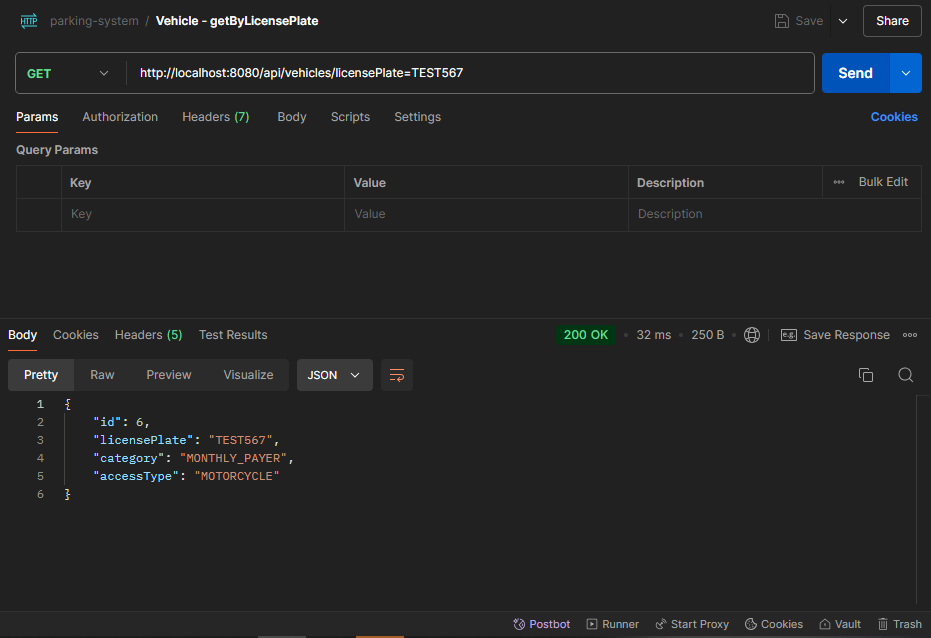 HTTP parking-system / Vehicle - getByLicensePlate Save Share
GET http://localhost:8080/api/vehicles/licensePlate=TEST567 Send
Params Authorization Headers (7) Body Scripts Settings Cookies
Query Params
Key Value Description ••• Bulk Edit
Key Value Description
Body Cookies Headers (5) Test Results 200 OK • 32 ms • 250 B • e.g. Save Response
Pretty Raw Preview Visualize JSON
1 {
2 "id": 6,
3 "licensePlate": "TEST567",
4 "category": "MONTHLY_PAYER",
5 "accessType": "MOTORCYCLE"
6 }
Postbot Runner Start Proxy Cookies Vault Trash